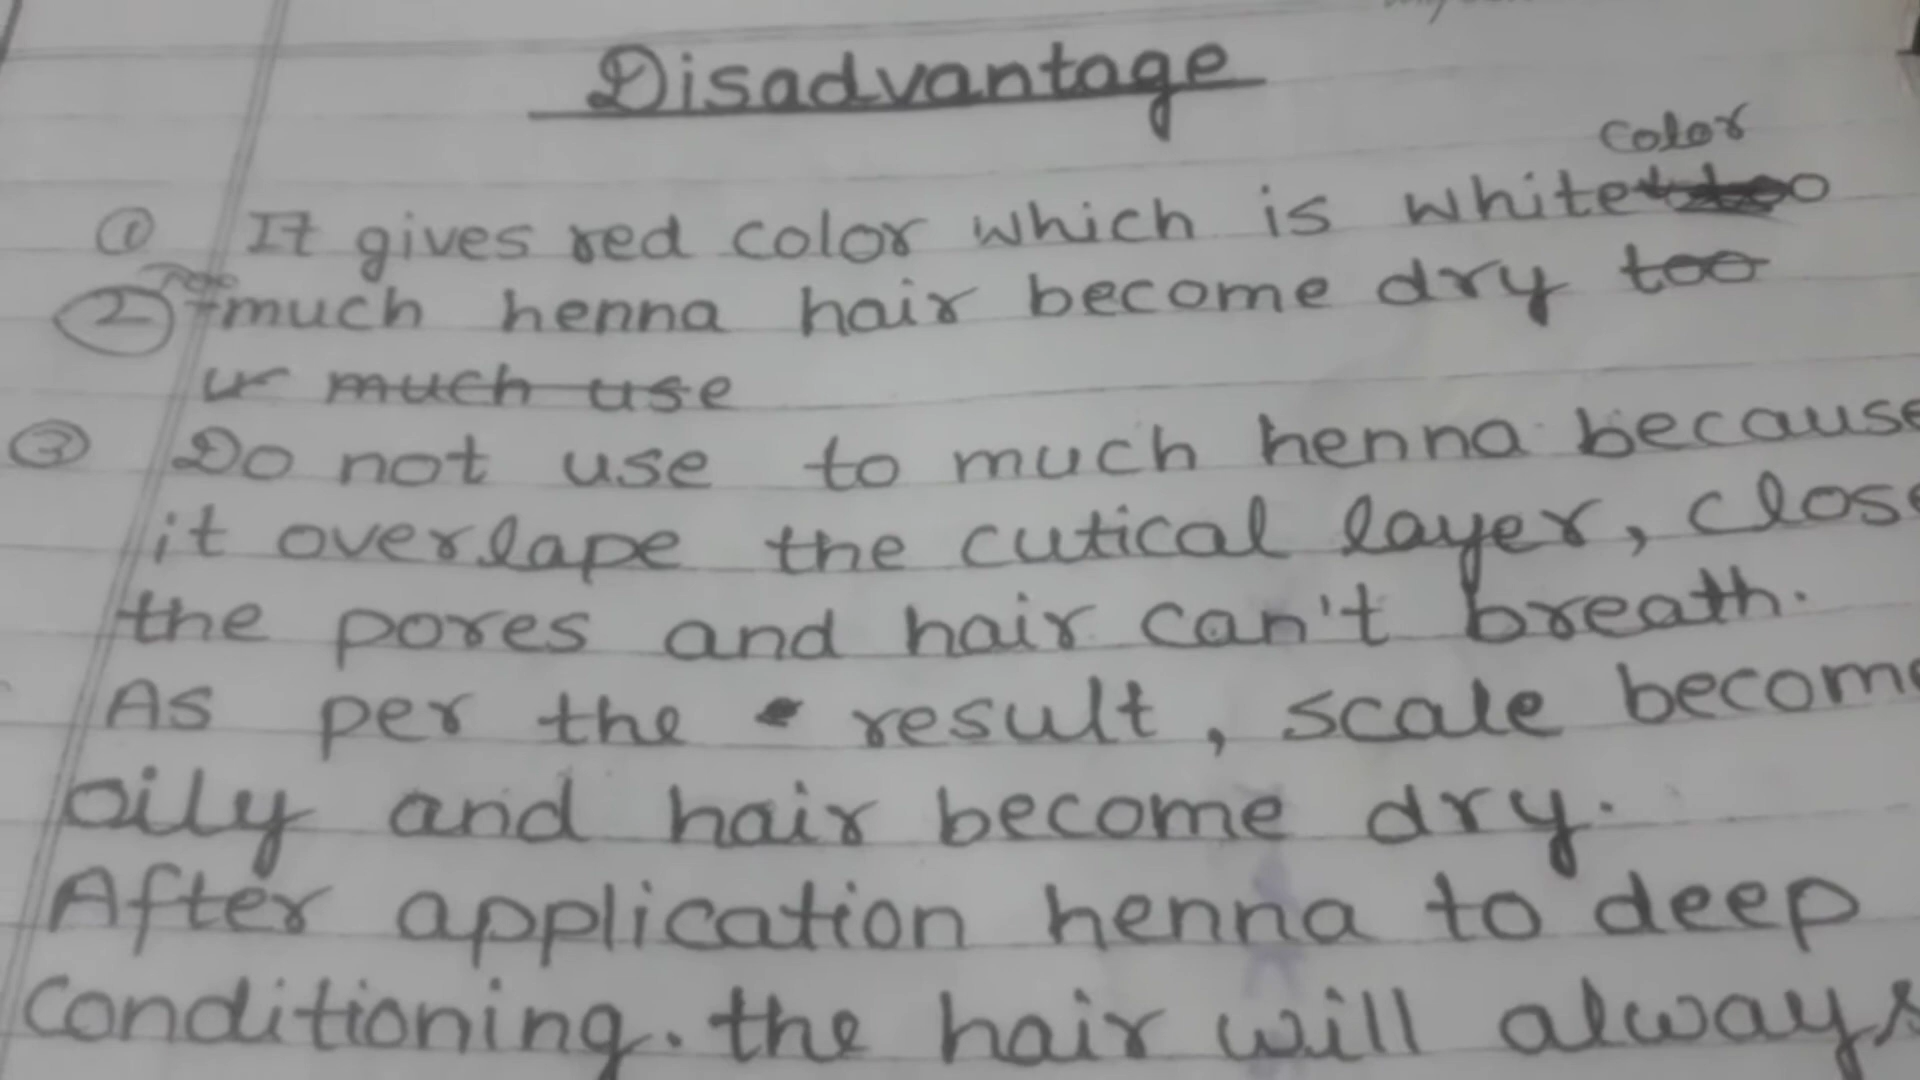 Disadvantage
color
① It gives red color which is white
② Too much henna hair become dry too
much use
③ Do not use to much henna because
it overlape the cutical layer, close
the pores and hair can't breath.
As per the result, scale become
oily and hair become dry.
After application henna to deep
conditioning. the hair will always